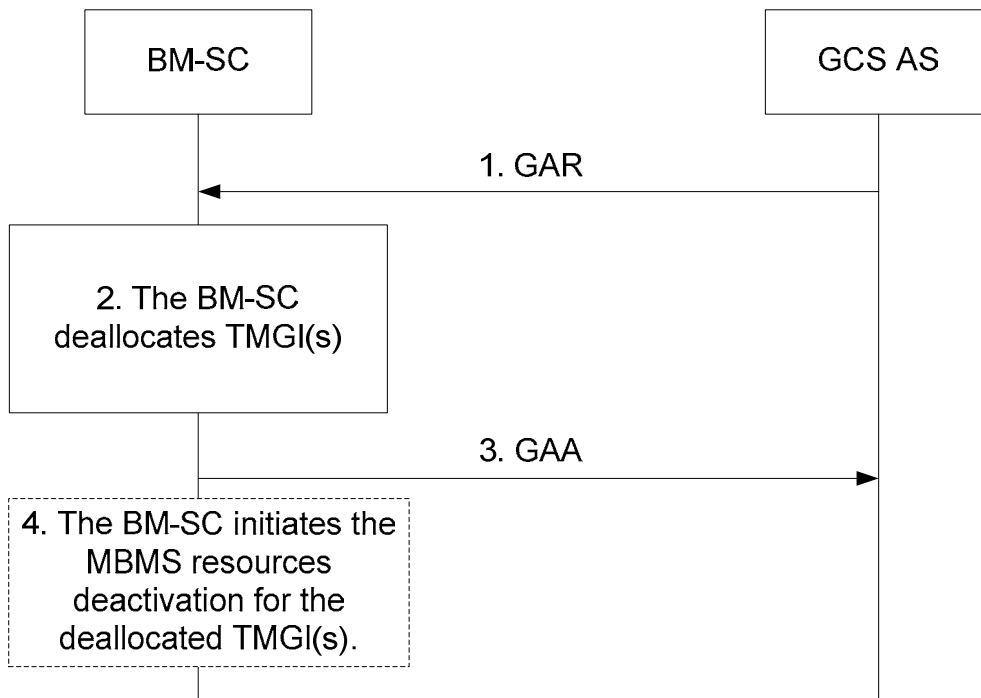 BM-SC
GCS AS
1. GAR
2. The BM-SC
deallocates TMGI(s)
3. GAA
4. The BM-SC initiates the
MBMS resources
deactivation for the
deallocated TMGI(s).